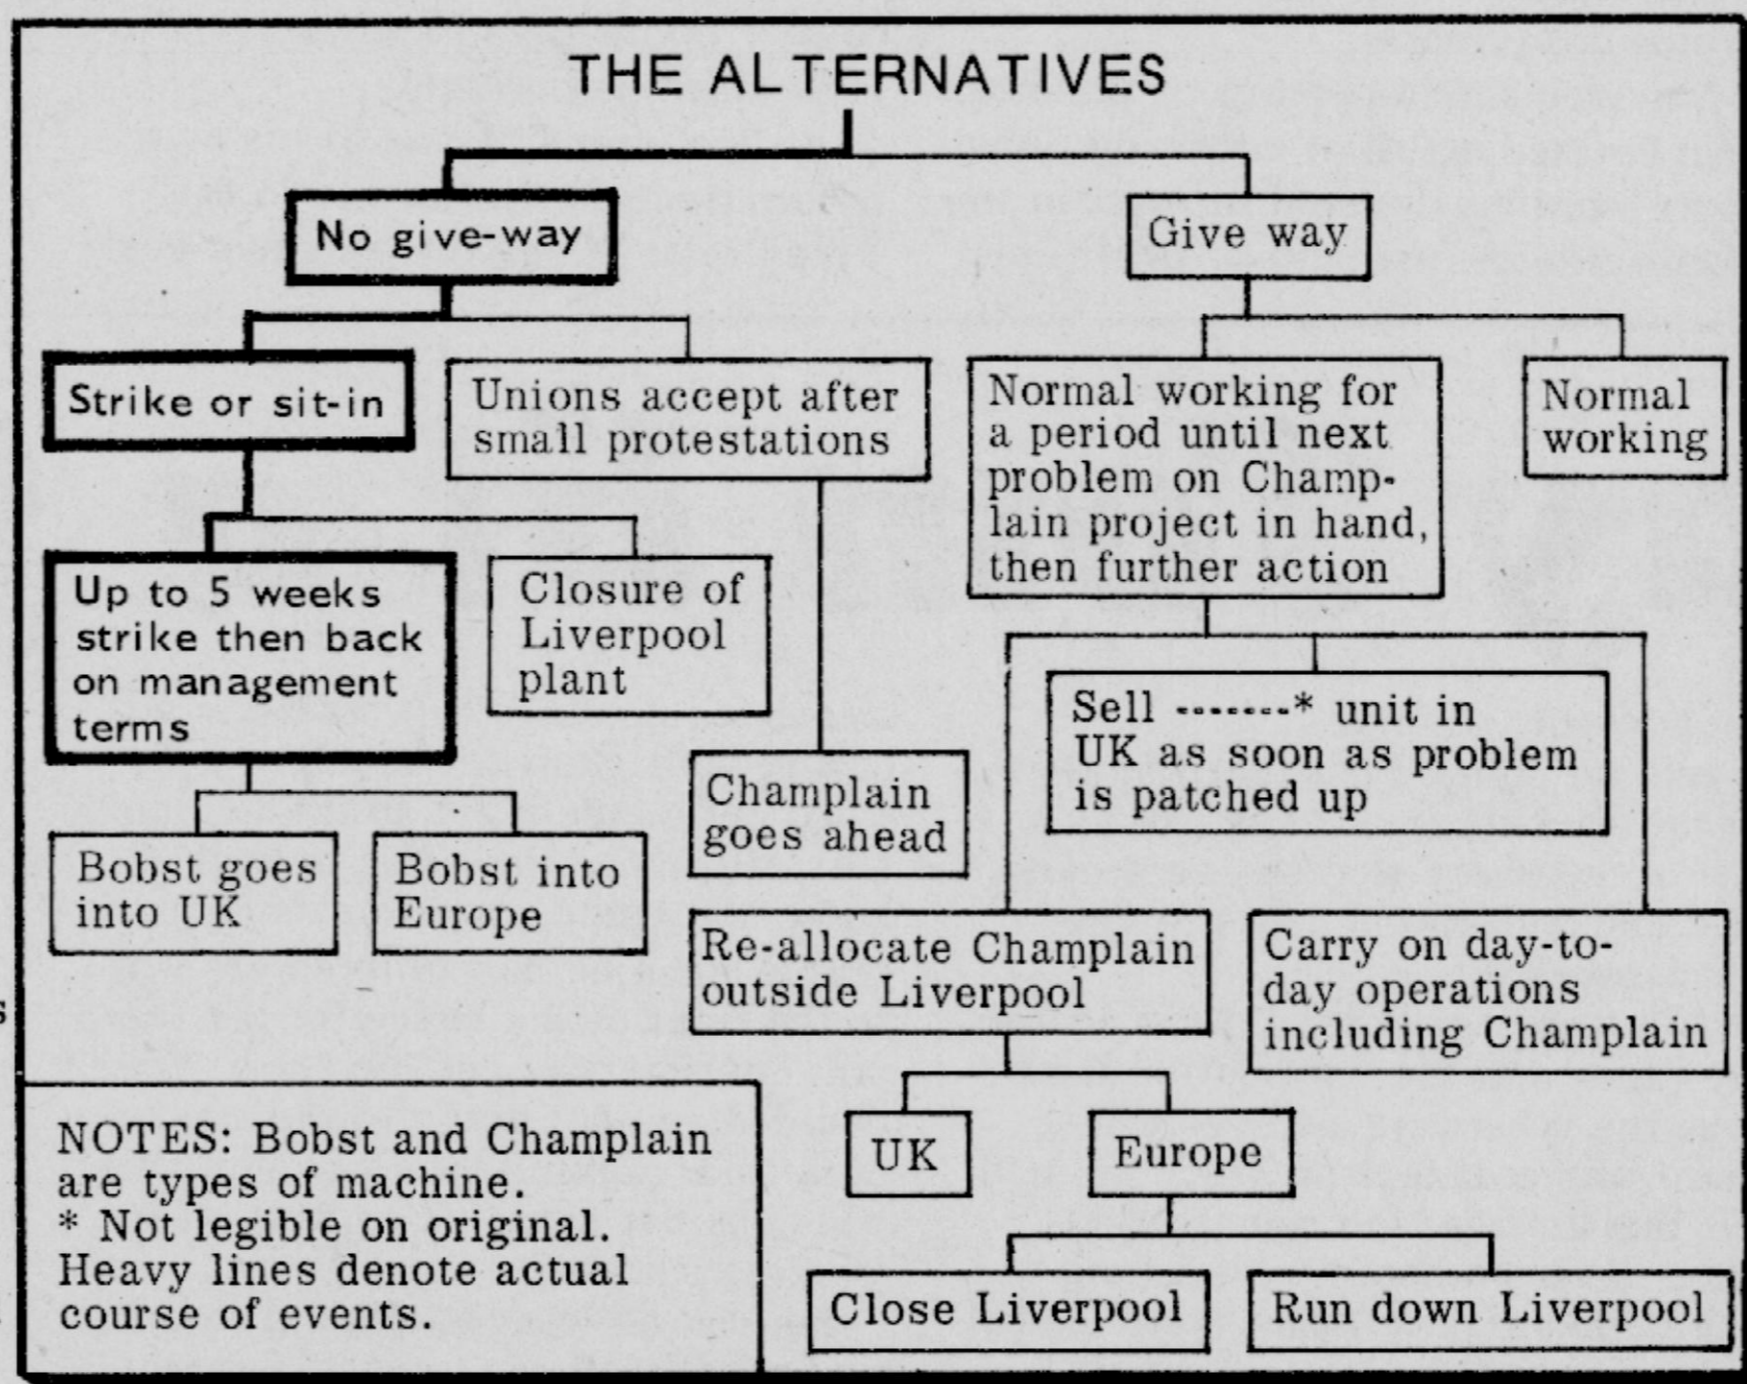 THE ALTERNATIVES
No give-way
Give way
Strike or sit-in
Unions accept after
small protestations
Normal working for
a period until next
problem on Champ-
lain project in hand,
then further action
Normal
working
Up to 5 weeks
strike then back
on management
terms
Closure of
Liverpool
plant
Sell -------* unit in
UK as soon as problem
is patched up
Champlain
goes ahead
Bobst goes
into UK
Bobst into
Europe
Re-allocate Champlain
outside Liverpool
Carry on day-to-
day operations
including Champlain
UK
Europe
Close Liverpool
Run down Liverpool
NOTES: Bobst and Champlain
are types of machine.
* Not legible on original.
Heavy lines denote actual
course of events.